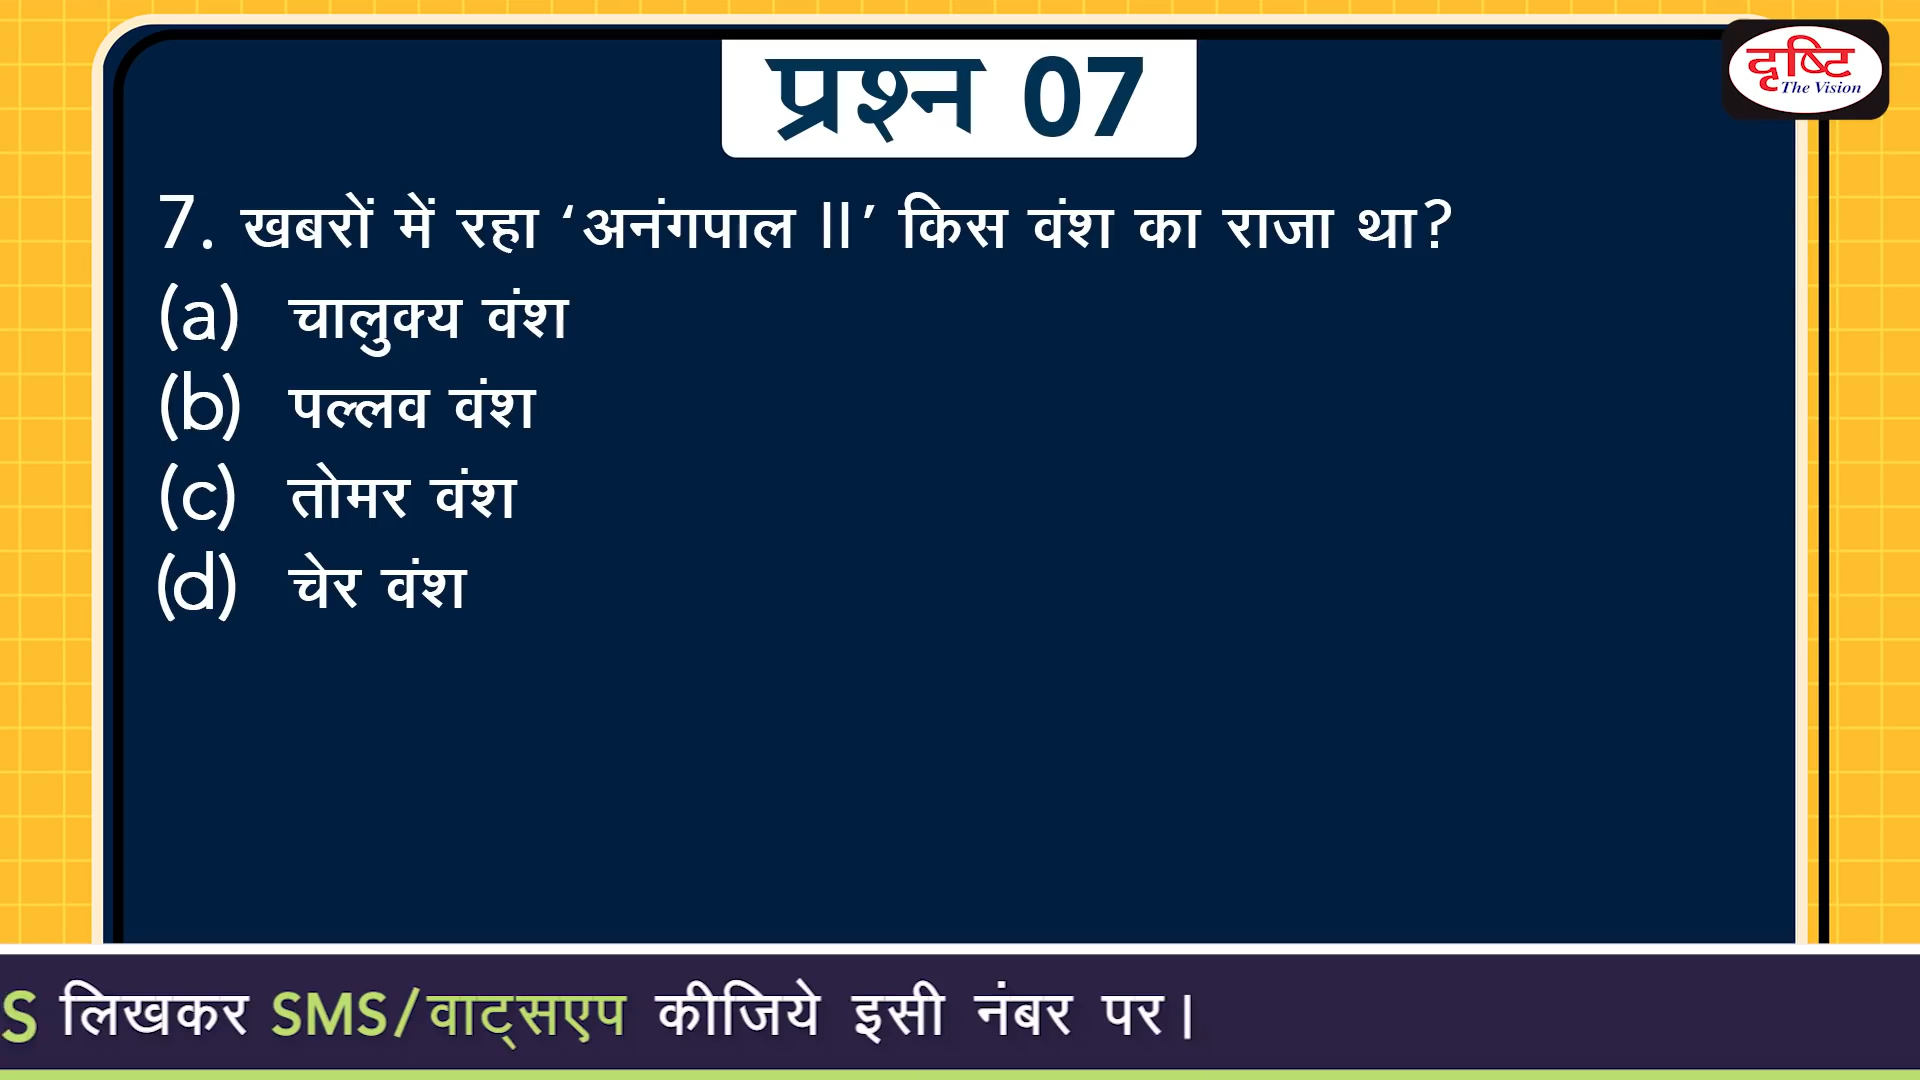 प्रश्न 07
दृष्टि
The Vision
7. खबरों में रहा ‘अनंगपाल II’ किस वंश का राजा था?
(a) चालुक्य वंश
(b) पल्लव वंश
(c) तोमर वंश
(d) चेर वंश
S लिखकर SMS/वाट्सएप कीजिये इसी नंबर पर।